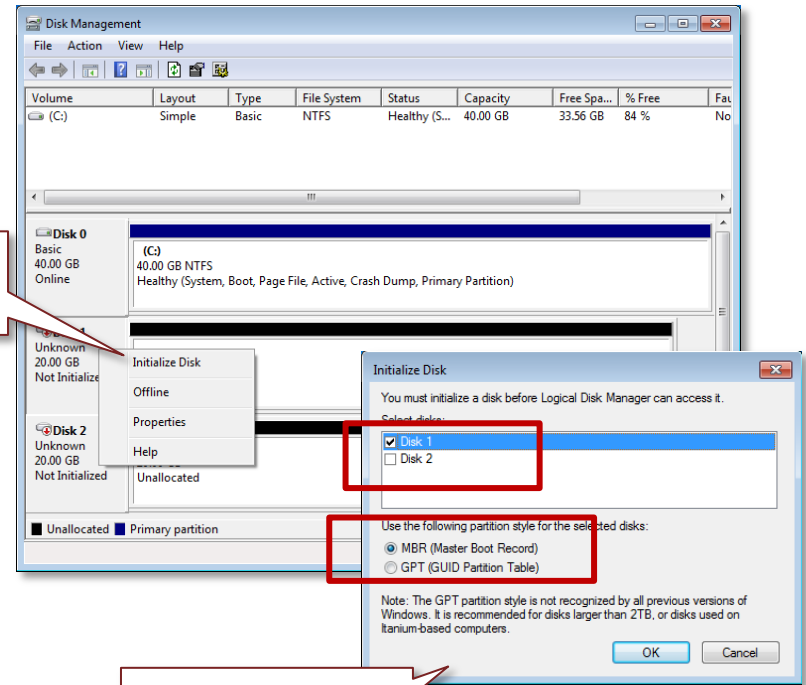 Disk Management
File Action View Help
Volume Layout Type File System Status Capacity Free Spa... % Free Fau
(C:) Simple Basic NTFS Healthy (S... 40.00 GB 33.56 GB 84 % No
Disk 0
Basic
40.00 GB
Online
(C:)
40.00 GB NTFS
Healthy (System, Boot, Page File, Active, Crash Dump, Primary Partition)
Unknown
20.00 GB
Not Initialize
Initialize Disk
Offline
Properties
Help
Disk 2
Unknown
20.00 GB
Not Initialized
Unallocated
Unallocated Primary partition
Initialize Disk
You must initialize a disk before Logical Disk Manager can access it.
Select disks:
Disk 1
Disk 2
Use the following partition style for the selected disks:
MBR (Master Boot Record)
GPT (GUID Partition Table)
Note: The GPT partition style is not recognized by all previous versions of
Windows. It is recommended for disks larger than 2TB, or disks used on
Itanium-based computers.
OK Cancel